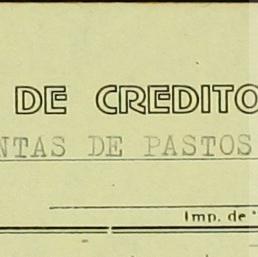 DE CREDITO
NTAS DE PASTOS
Imp. de "